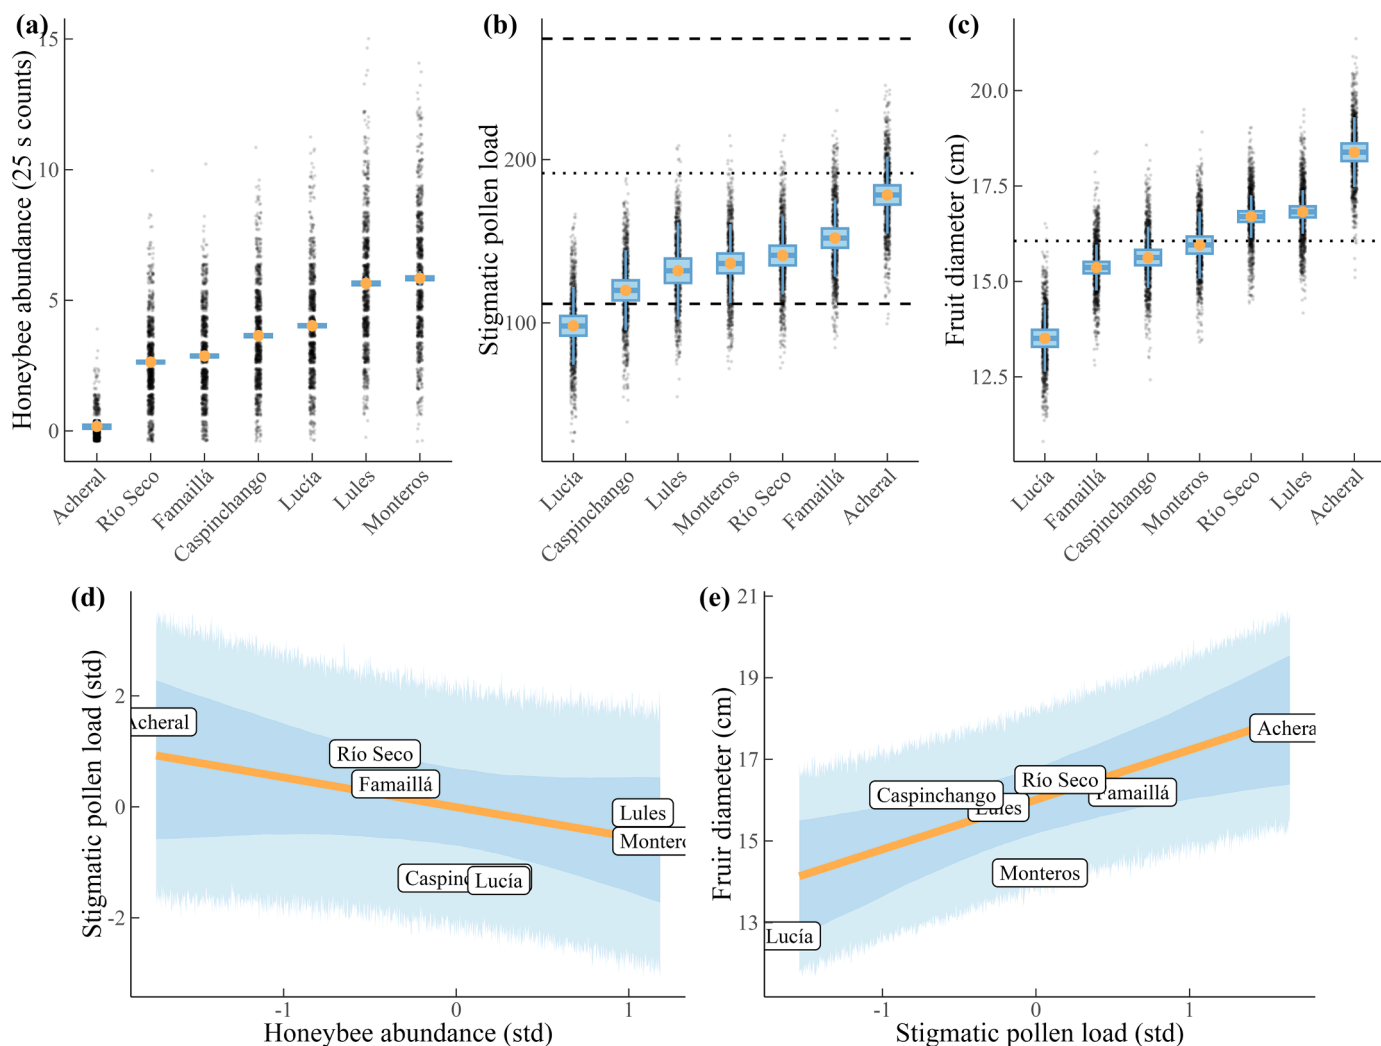 (a)
Honeybee abundance (25 s counts)
15
10
5
0
Acheral
Río Seco
Famaillá
Caspinchango
Lucía
Lules
Monteros
(b)
Stigmatic pollen load
200
100
Lucía
Caspinchango
Lules
Monteros
Río Seco
Famaillá
Acheral
(c)
Fruit diameter (cm)
20.0
17.5
15.0
12.5
Lucía
Famaillá
Caspinchango
Monteros
Río Seco
Lules
Acheral
(d)
Stigmatic pollen load (std)
2
0
-2
Acheral
Río Seco
Famaillá
Lules
Montero
Caspinc
Lucía
-1
0
1
Honeybee abundance (std)
(e)
Fruir diameter (cm)
21
19
17
15
13
Achera
Río Seco
Caspinchango
Famaillá
Lules
Monteros
Lucía
-1
0
1
Stigmatic pollen load (std)